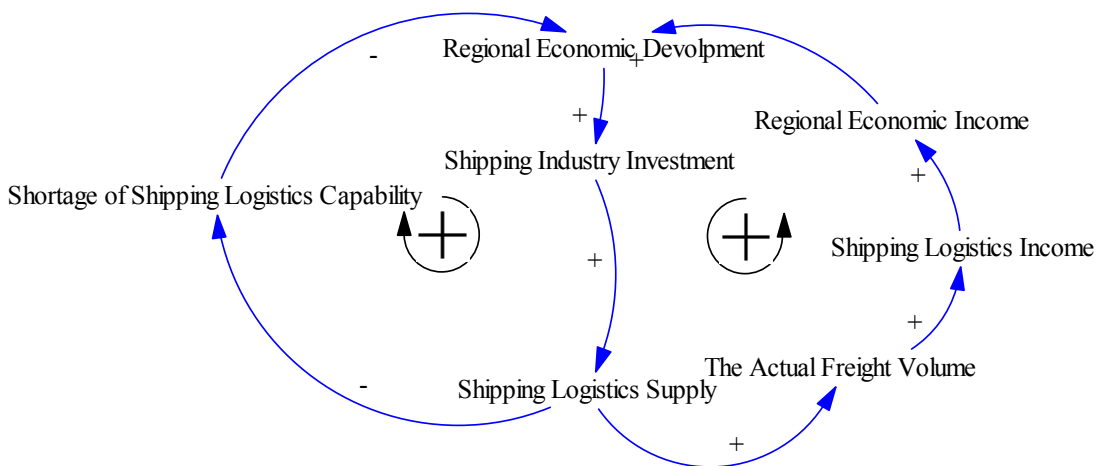 Regional Economic Devolpment
-
+
+
Regional Economic Income
Shipping Industry Investment
+
Shortage of Shipping Logistics Capability
+
+
Shipping Logistics Income
+
+
The Actual Freight Volume
-
Shipping Logistics Supply
+